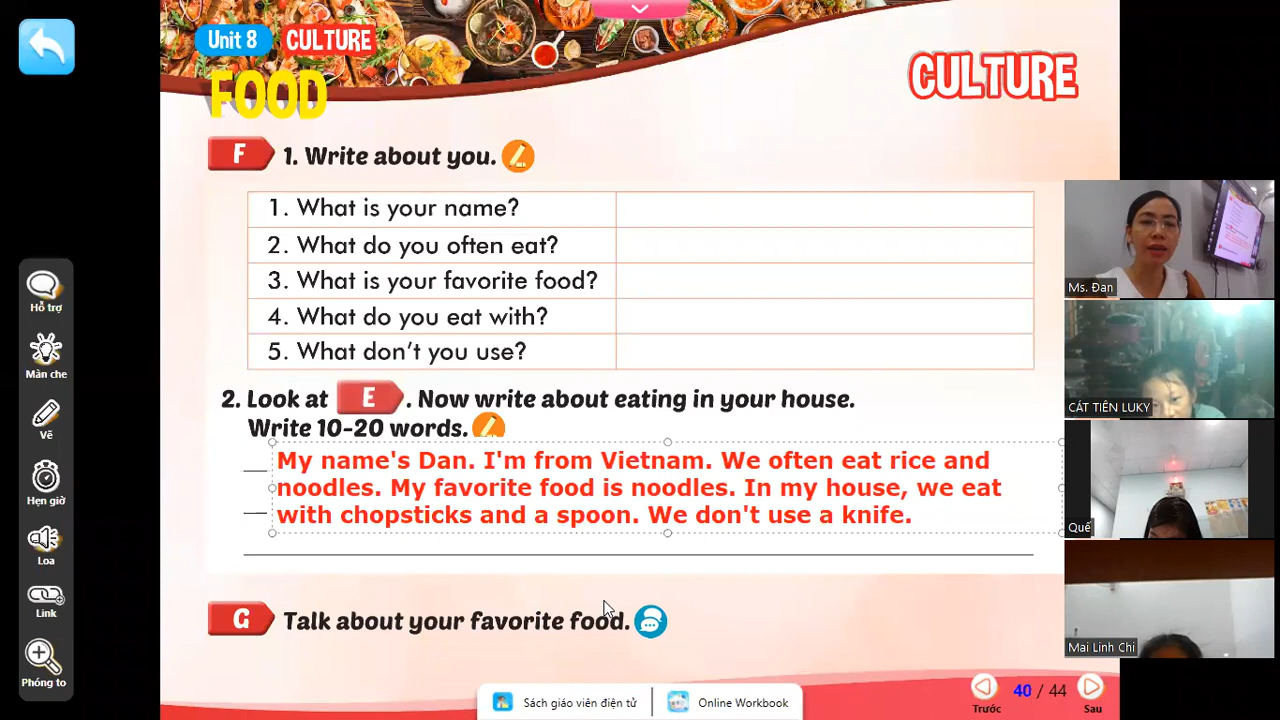 Unit 8 CULTURE
FOOD
CULTURE
F 1. Write about you.
1. What is your name?
2. What do you often eat?
3. What is your favorite food?
4. What do you eat with?
5. What don't you use?
2. Look at E . Now write about eating in your house.
Write 10-20 words.
My name's Dan. I'm from Vietnam. We often eat rice and
noodles. My favorite food is noodles. In my house, we eat
with chopsticks and a spoon. We don't use a knife.
G Talk about your favorite food.
Sách giáo viên điện tử
Online Workbook
40 / 44
Trước
Sau
Hỗ trợ
Màn che
Vẽ
Hẹn giờ
Loa
Link
Phóng to
Ms. Đan
CÁT TIÊN LUKY
Quế
Mai Linh Chi